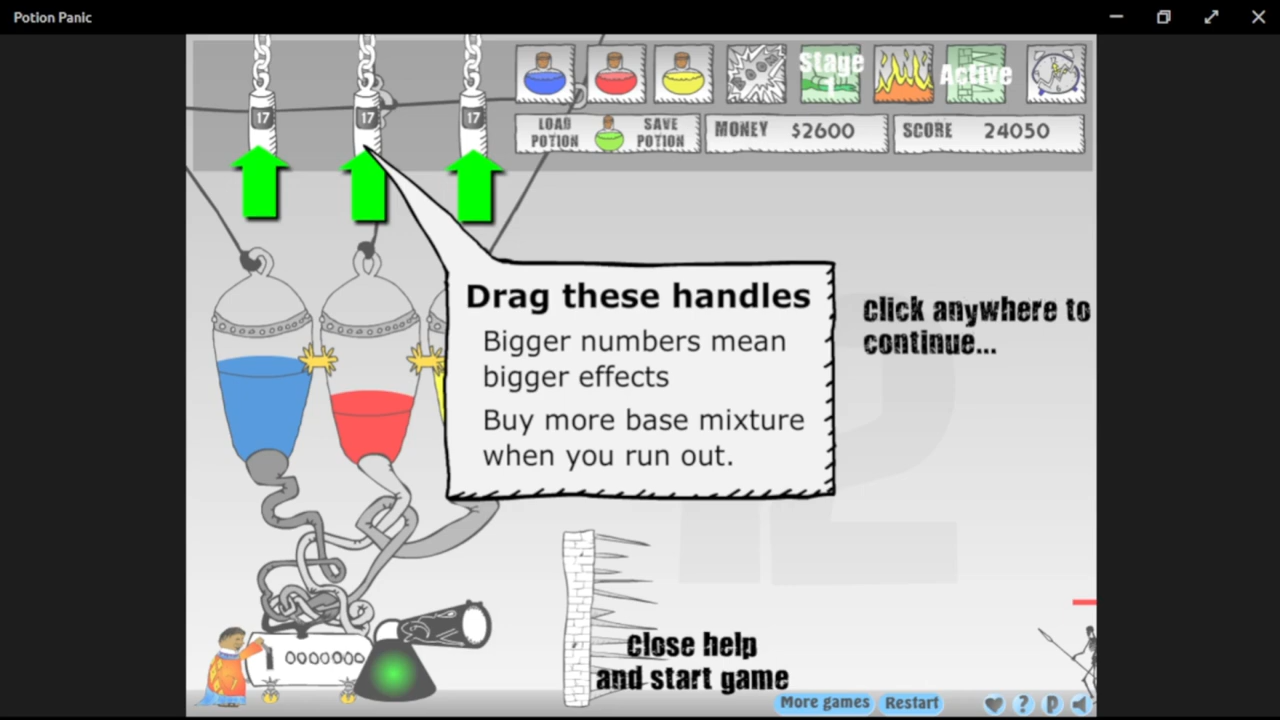 Potion Panic
17 17 17
Stage
1
Active
LOAD
POTION
SAVE
POTION
MONEY $2600
SCORE 24050
Drag these handles
Bigger numbers mean
bigger effects
Buy more base mixture
when you run out.
Click anywhere to
continue...
12
Close help
and start game
More games Restart
? p